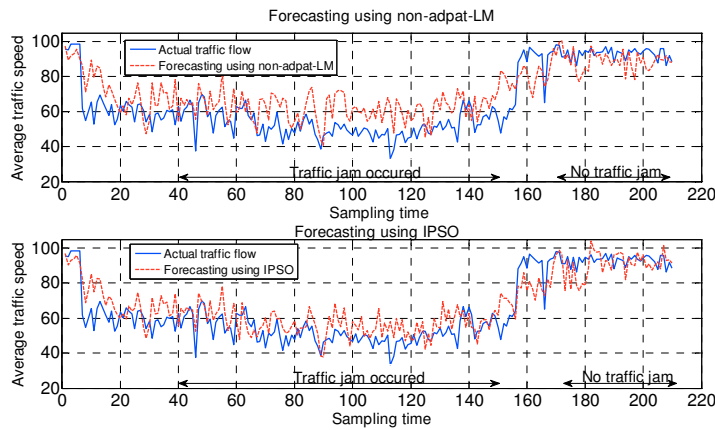 Forecasting using non-adpat-LM
Average traffic speed
100
80
60
40
20
Actual traffic flow
Forecasting using non-adpat-LM
Traffic jam occured
No traffic jam
0 20 40 60 80 100 120 140 160 180 200 220
Sampling time
Forecasting using IPSO
Average traffic speed
100
80
60
40
20
Actual traffic flow
Forecasting using IPSO
Traffic jam occured
No traffic jam
0 20 40 60 80 100 120 140 160 180 200 220
Sampling time